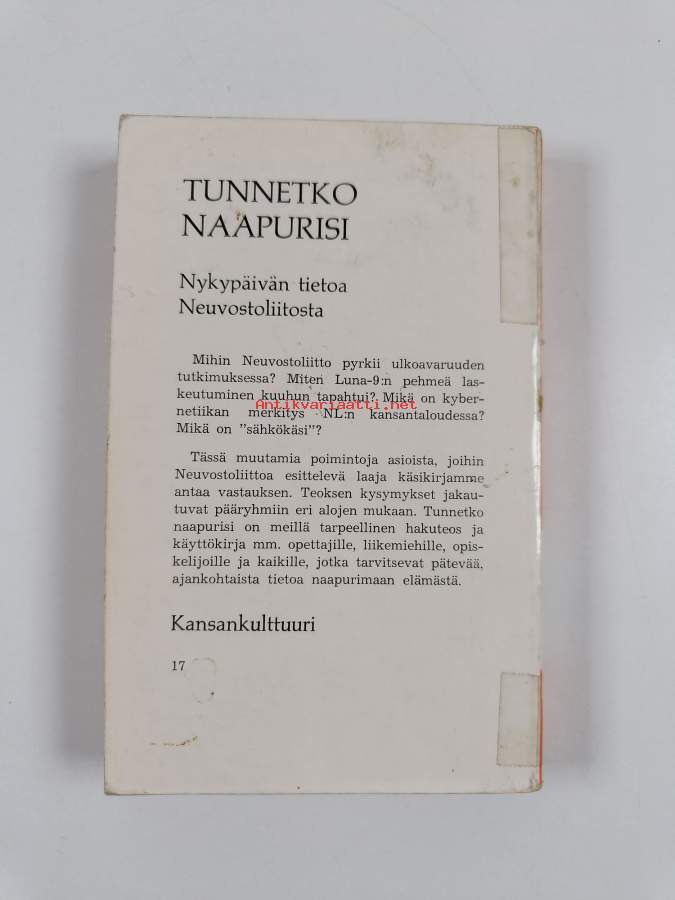 TUNNETKO
NAAPURISI
Nykypäivän tietoa
Neuvostoliitosta
Mihin Neuvostoliitto pyrkii ulkoavaruuden
tutkimuksessa? Miten Luna-9:n pehmeä las-
keutuminen kuuhun tapahtui? Mikä on kyber-
Antikvariaatti.net
netiikan merkitys NL:n kansantaloudessa?
Mikä on "sähkökäsi"?
Tässä muutamia poimintoja asioista, joihin
Neuvostoliittoa esittelevä laaja käsikirjamme
antaa vastauksen. Teoksen kysymykset jakau-
tuvat pääryhmiin eri alojen mukaan. Tunnetko
naapurisi on meillä tarpeellinen hakuteos ja
käyttökirja mm. opettajille, liikemiehille, opis-
kelijoille ja kaikille, jotka tarvitsevat pätevää,
ajankohtaista tietoa naapurimaan elämästä.
Kansankulttuuri
17